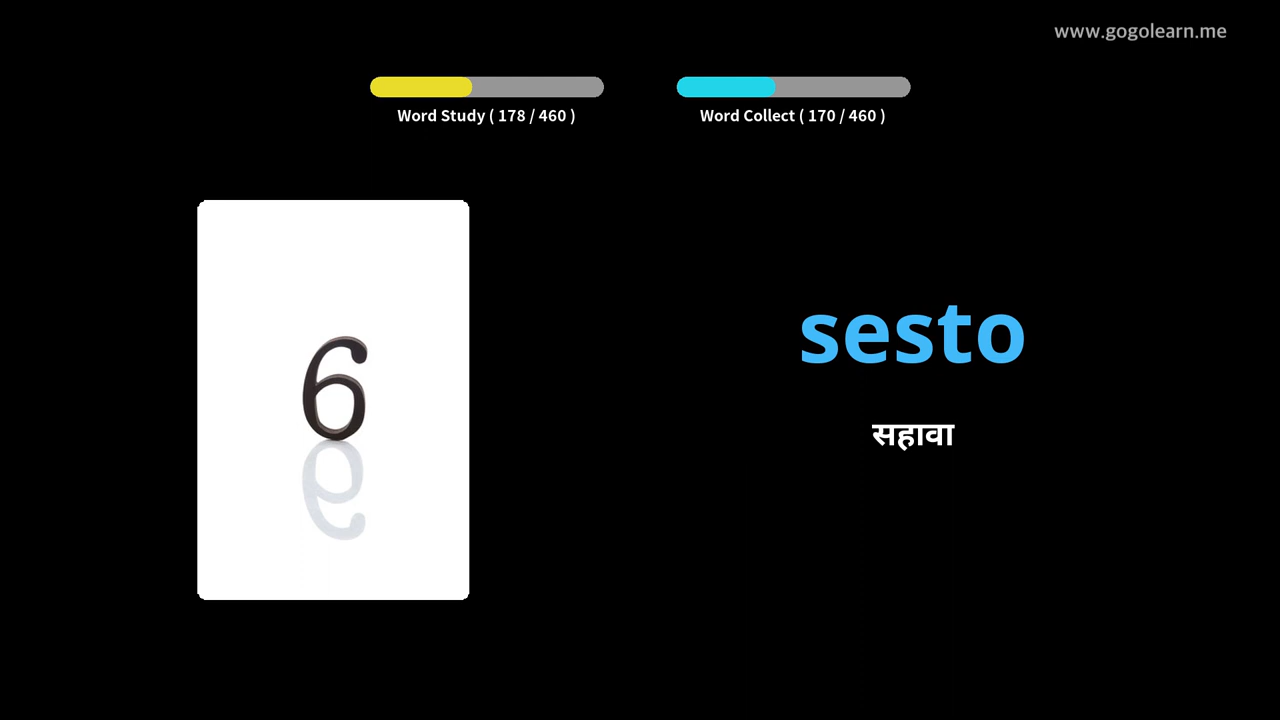 www.gogolearn.me
Word Study ( 178 / 460 )
Word Collect ( 170 / 460 )
6
sesto
सहावा